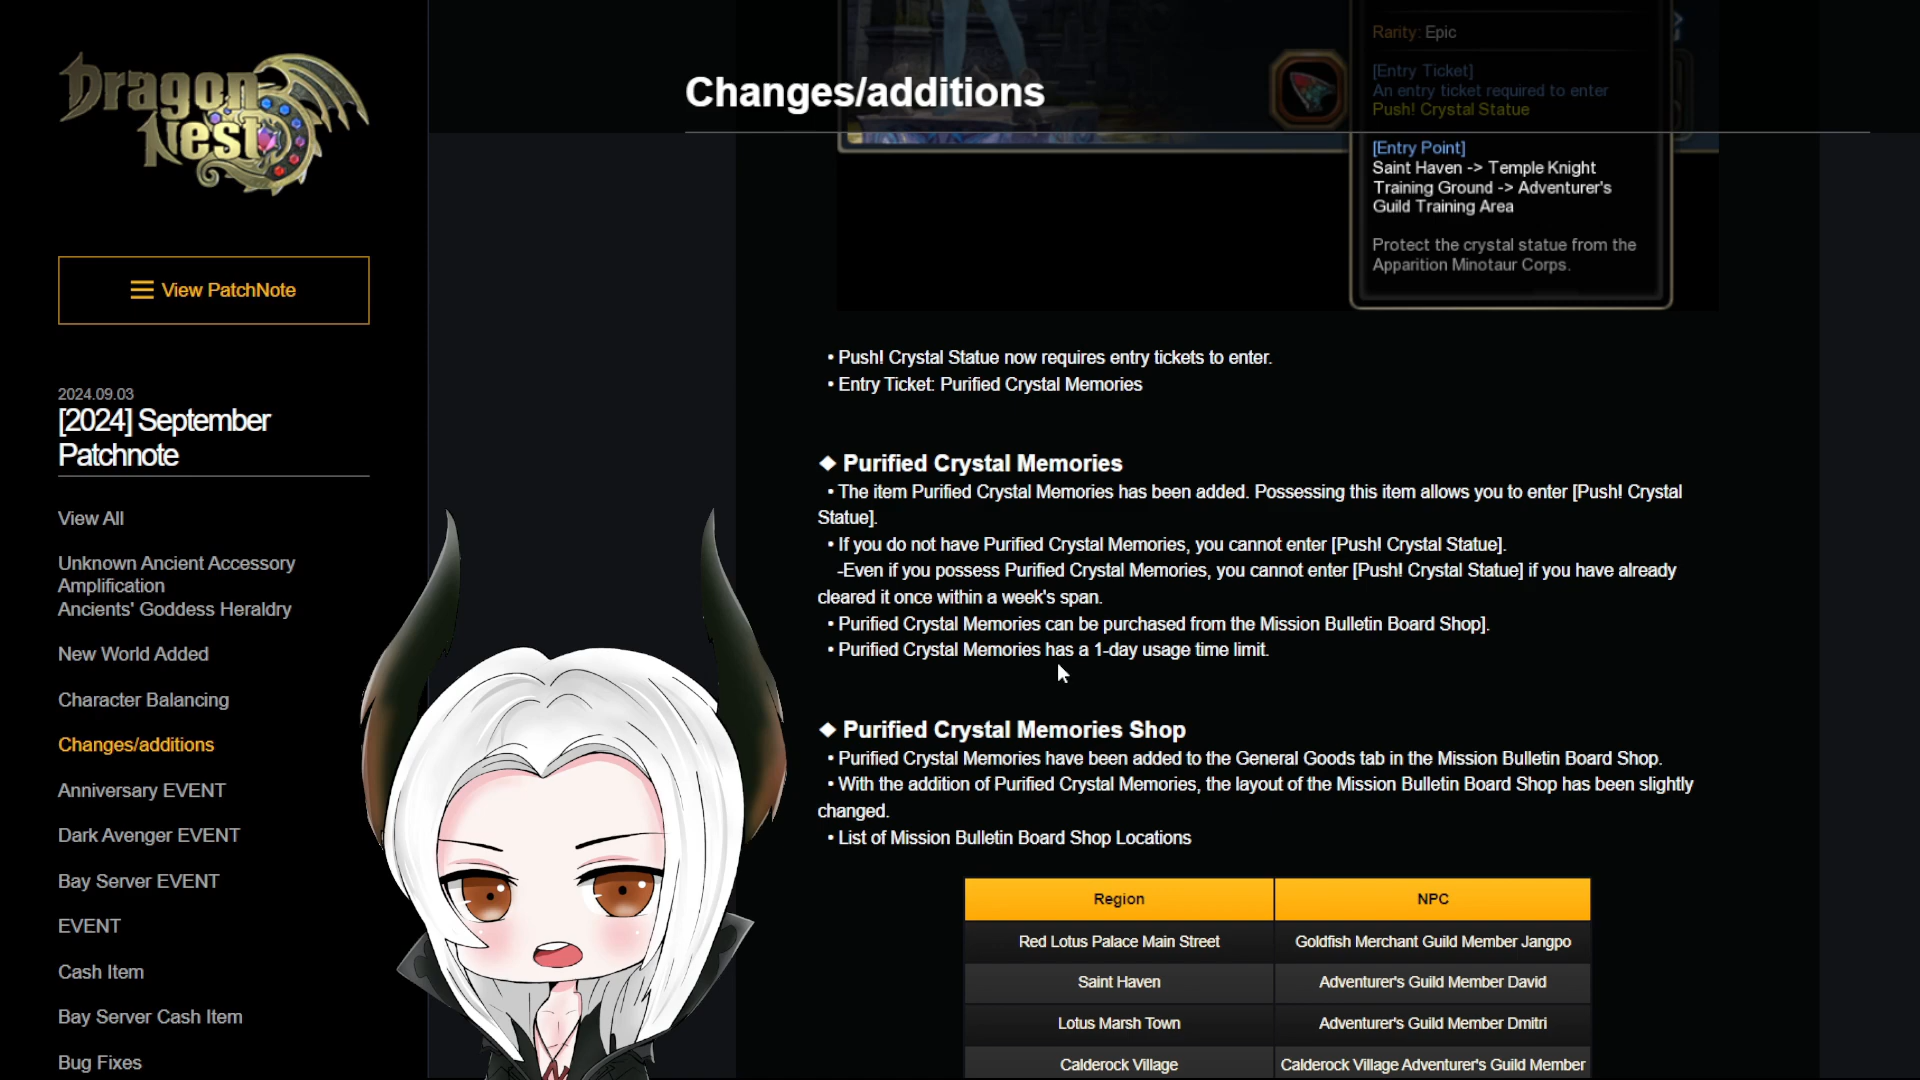 Dragon
Nest
View PatchNote
2024.09.03
[2024] September
Patchnote
View All
Unknown Ancient Accessory
Amplification
Ancients' Goddess Heraldry
New World Added
Character Balancing
Changes/additions
Anniversary EVENT
Dark Avenger EVENT
Bay Server EVENT
EVENT
Cash Item
Bay Server Cash Item
Bug Fixes
Changes/additions
Rarity: Epic
[Entry Ticket]
An entry ticket required to enter
Push! Crystal Statue
[Entry Point]
Saint Haven -> Temple Knight
Training Ground -> Adventurer's
Guild Training Area
Protect the crystal statue from the
Apparition Minotaur Corps.
• Push! Crystal Statue now requires entry tickets to enter.
• Entry Ticket: Purified Crystal Memories
◆ Purified Crystal Memories
• The item Purified Crystal Memories has been added. Possessing this item allows you to enter [Push! Crystal
Statue].
• If you do not have Purified Crystal Memories, you cannot enter [Push! Crystal Statue].
-Even if you possess Purified Crystal Memories, you cannot enter [Push! Crystal Statue] if you have already
cleared it once within a week's span.
• Purified Crystal Memories can be purchased from the Mission Bulletin Board Shop].
• Purified Crystal Memories has a 1-day usage time limit.
◆ Purified Crystal Memories Shop
• Purified Crystal Memories have been added to the General Goods tab in the Mission Bulletin Board Shop.
• With the addition of Purified Crystal Memories, the layout of the Mission Bulletin Board Shop has been slightly
changed.
• List of Mission Bulletin Board Shop Locations
Region NPC
Red Lotus Palace Main Street Goldfish Merchant Guild Member Jangpo
Saint Haven Adventurer's Guild Member David
Lotus Marsh Town Adventurer's Guild Member Dmitri
Calderock Village Calderock Village Adventurer's Guild Member